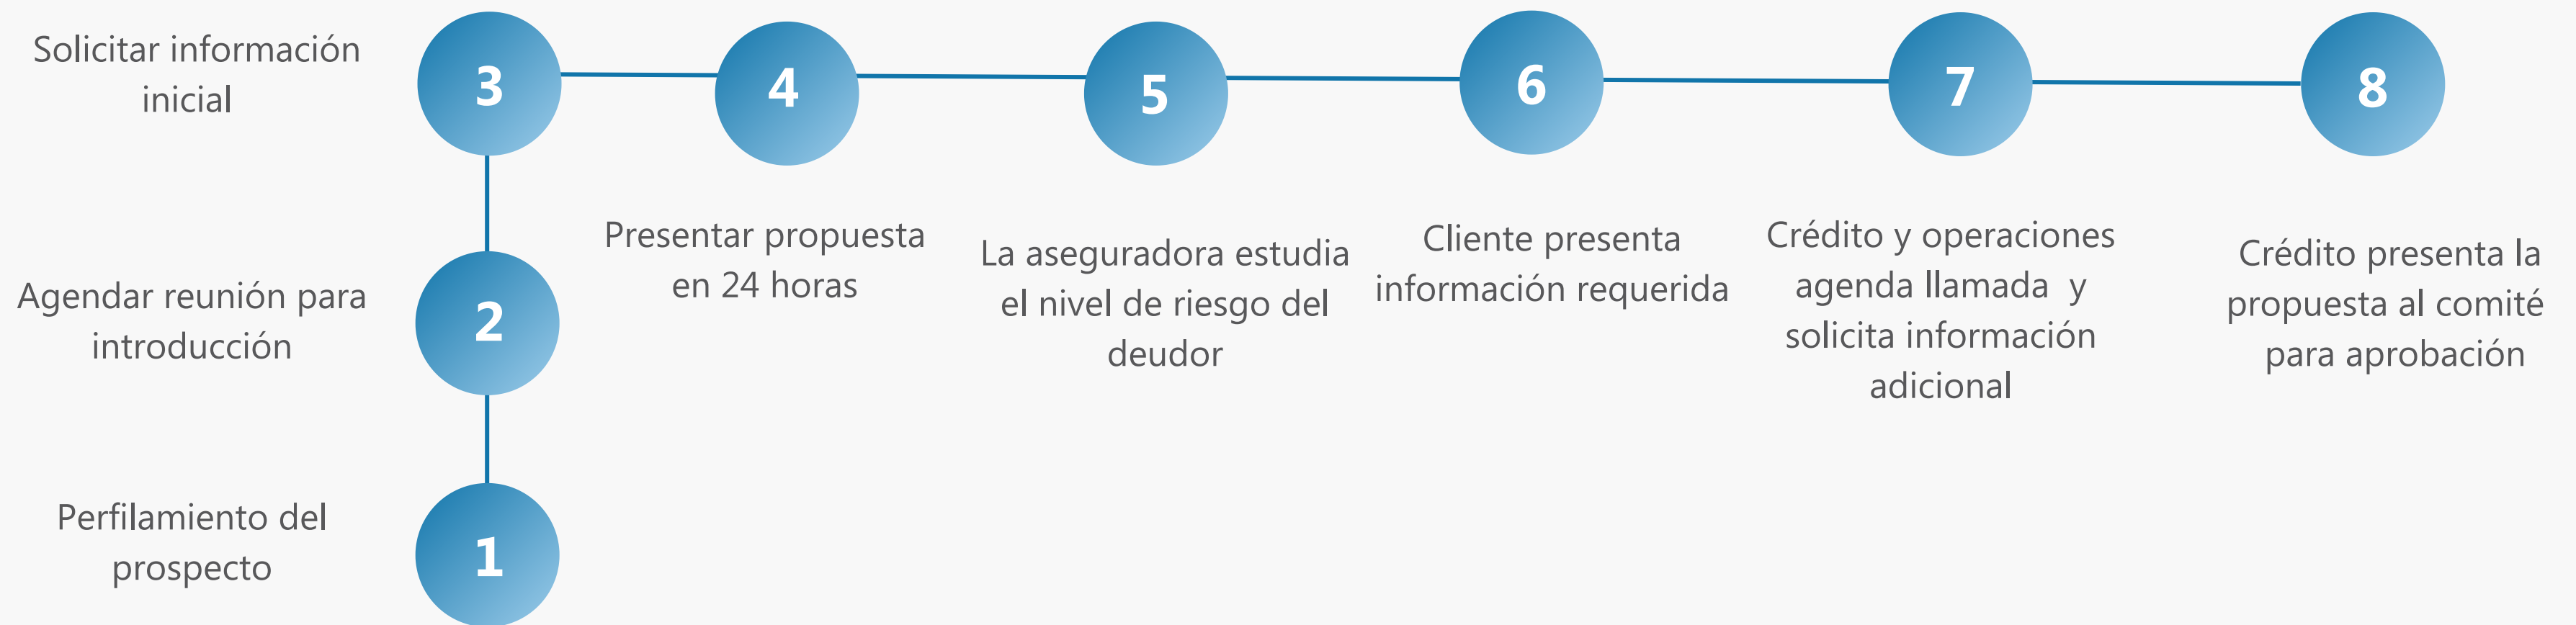 Solicitar información
inicial
3
4
5
6
7
8
Presentar propuesta
en 24 horas
La aseguradora estudia
el nivel de riesgo del
deudor
Cliente presenta
información requerida
Crédito y operaciones
agenda llamada y
solicita información
adicional
Crédito presenta la
propuesta al comité
para aprobación
Agendar reunión para
introducción
2
Perfilamiento del
prospecto
1